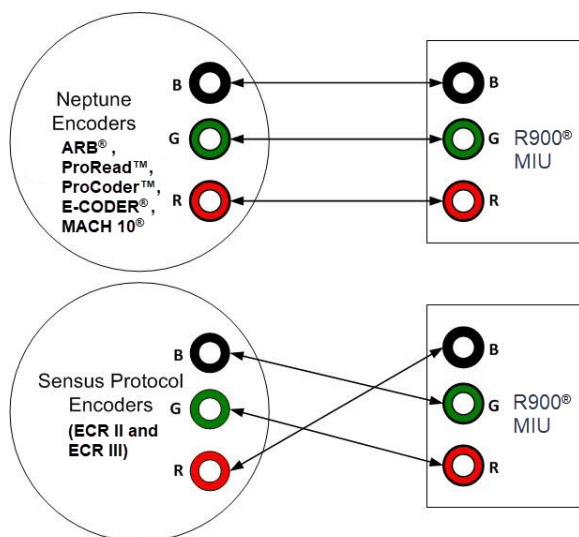 Neptune
Encoders
ARB® ,
ProRead™,
ProCoder™,
E-CODER® ,
MACH 10®
B
G
R
B
G
R
R900®
MIU
Sensus Protocol
Encoders
(ECR II and
ECR III)
B
G
R
B
G
R
R900®
MIU